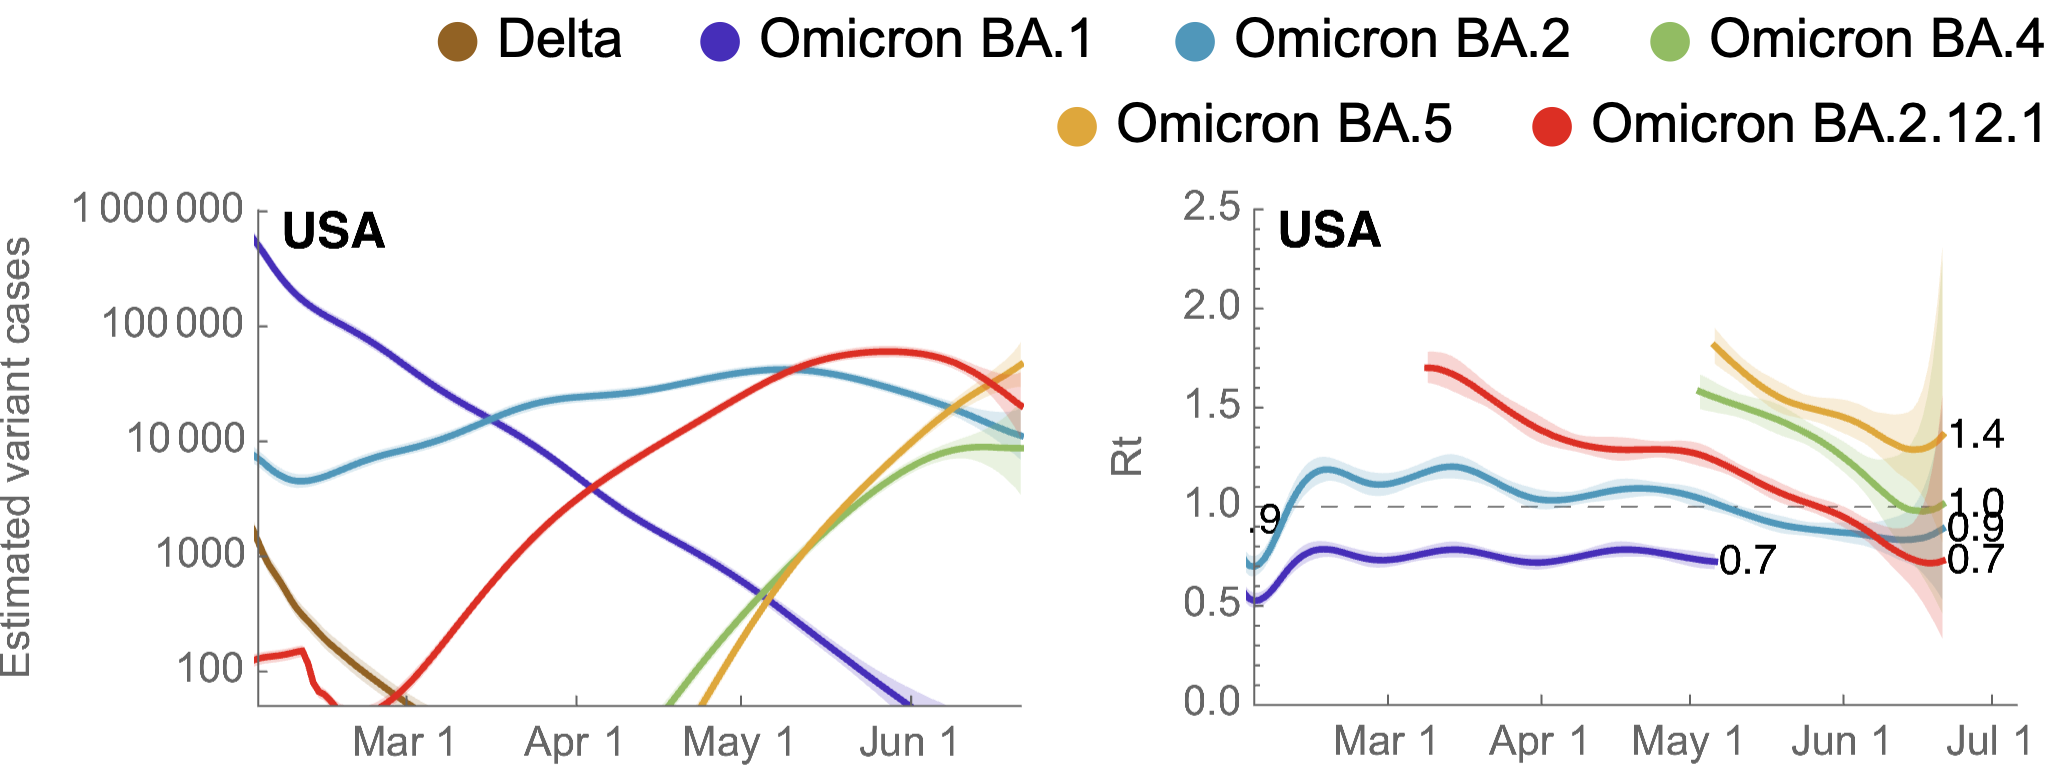 Delta Omicron BA.1 Omicron BA.2 Omicron BA.4
Omicron BA.5 Omicron BA.2.12.1
Estimated variant cases
1 000 000
100 000
10 000
1000
100
USA
Mar 1 Apr 1 May 1 Jun 1
Rt
2.5
2.0
1.5
1.0
0.5
0.0
USA
.9
0.7
1.4
1.0
0.9
0.7
Mar 1 Apr 1 May 1 Jun 1 Jul 1